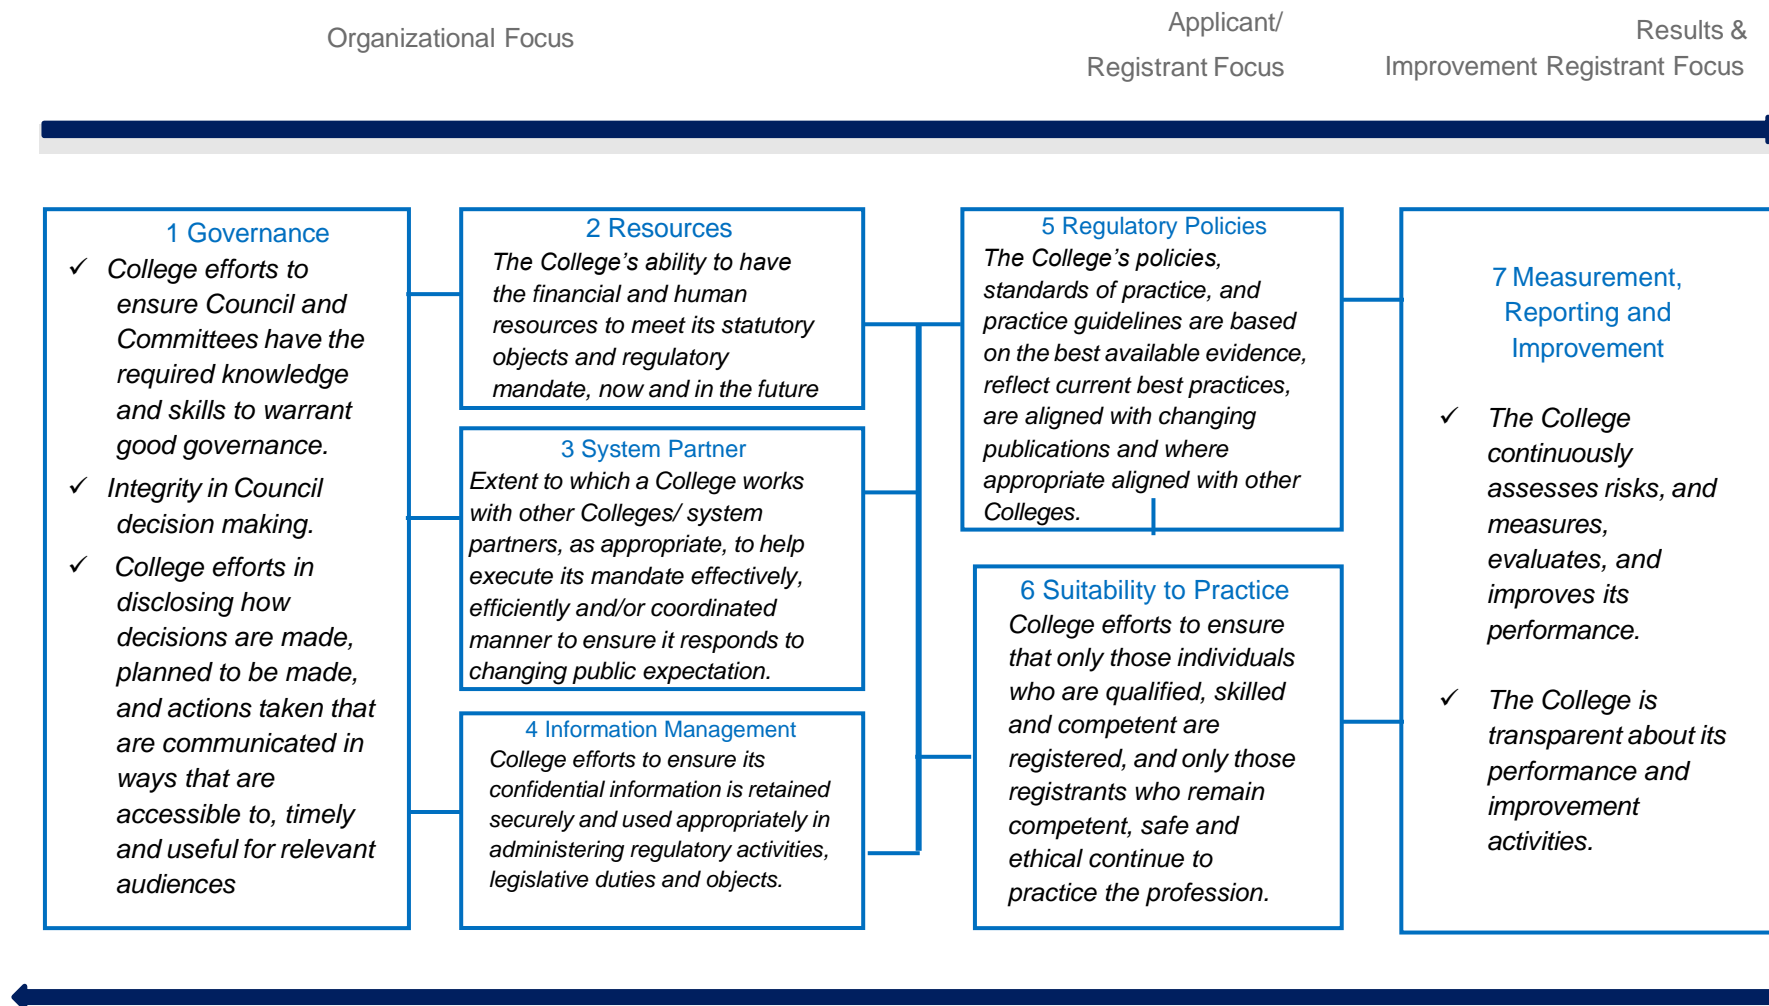 Organizational Focus
Applicant/
Registrant Focus
Results &
Improvement Registrant Focus
1 Governance
✓ College efforts to
ensure Council and
Committees have the
required knowledge
and skills to warrant
good governance.
✓ Integrity in Council
decision making.
✓ College efforts in
disclosing how
decisions are made,
planned to be made,
and actions taken that
are communicated in
ways that are
accessible to, timely
and useful for relevant
audiences
2 Resources
The College’s ability to have
the financial and human
resources to meet its statutory
objects and regulatory
mandate, now and in the future
3 System Partner
Extent to which a College works
with other Colleges/ system
partners, as appropriate, to help
execute its mandate effectively,
efficiently and/or coordinated
manner to ensure it responds to
changing public expectation.
4 Information Management
College efforts to ensure its
confidential information is retained
securely and used appropriately in
administering regulatory activities,
legislative duties and objects.
5 Regulatory Policies
The College’s policies,
standards of practice, and
practice guidelines are based
on the best available evidence,
reflect current best practices,
are aligned with changing
publications and where
appropriate aligned with other
Colleges.
6 Suitability to Practice
College efforts to ensure
that only those individuals
who are qualified, skilled
and competent are
registered, and only those
registrants who remain
competent, safe and
ethical continue to
practice the profession.
7 Measurement,
Reporting and
Improvement
✓ The College
continuously
assesses risks, and
measures,
evaluates, and
improves its
performance.
✓ The College is
transparent about its
performance and
improvement
activities.